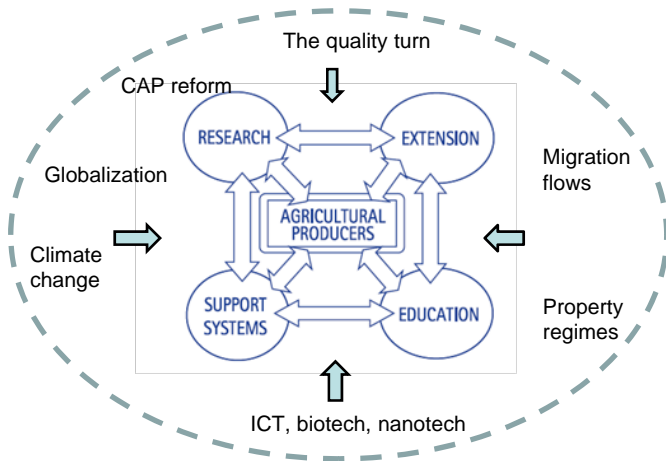 The quality turn
CAP reform
RESEARCH
EXTENSION
Globalization
Migration
flows
AGRICULTURAL
PRODUCERS
Climate
change
SUPPORT
SYSTEMS
EDUCATION
Property
regimes
ICT, biotech, nanotech